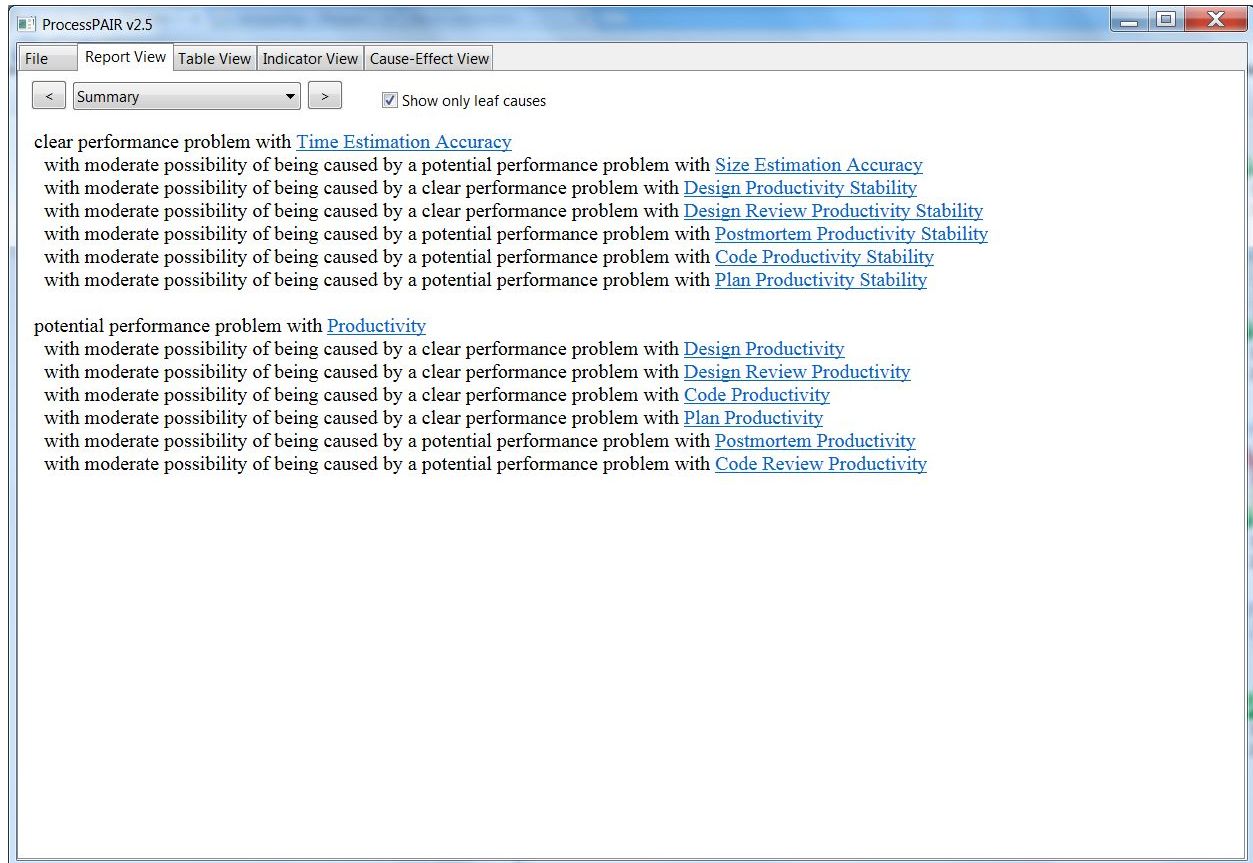 ProcessPAIR v2.5
File Report View Table View Indicator View Cause-Effect View
< Summary > Show only leaf causes
clear performance problem with Time Estimation Accuracy
with moderate possibility of being caused by a potential performance problem with Size Estimation Accuracy
with moderate possibility of being caused by a clear performance problem with Design Productivity Stability
with moderate possibility of being caused by a clear performance problem with Design Review Productivity Stability
with moderate possibility of being caused by a potential performance problem with Postmortem Productivity Stability
with moderate possibility of being caused by a potential performance problem with Code Productivity Stability
with moderate possibility of being caused by a potential performance problem with Plan Productivity Stability
potential performance problem with Productivity
with moderate possibility of being caused by a clear performance problem with Design Productivity
with moderate possibility of being caused by a clear performance problem with Design Review Productivity
with moderate possibility of being caused by a clear performance problem with Code Productivity
with moderate possibility of being caused by a clear performance problem with Plan Productivity
with moderate possibility of being caused by a potential performance problem with Postmortem Productivity
with moderate possibility of being caused by a potential performance problem with Code Review Productivity